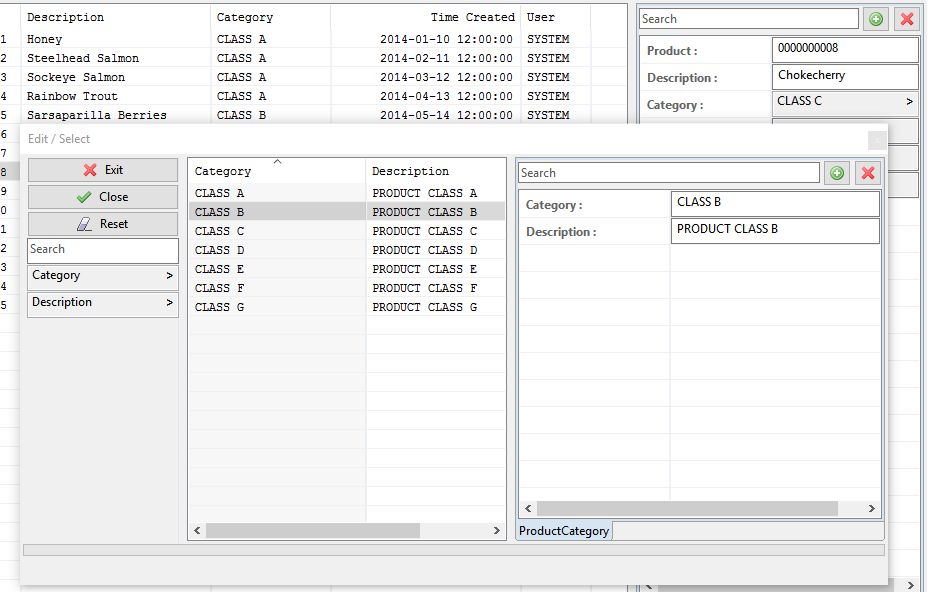 Description Category Time Created User
1 Honey CLASS A 2014-01-10 12:00:00 SYSTEM
2 Steelhead Salmon CLASS A 2014-02-11 12:00:00 SYSTEM
3 Sockeye Salmon CLASS A 2014-03-12 12:00:00 SYSTEM
4 Rainbow Trout CLASS A 2014-04-13 12:00:00 SYSTEM
5 Sarsaparilla Berries CLASS B 2014-05-14 12:00:00 SYSTEM
6
7
8
9
0
1
2
3
4
5
Search
Product : 0000000008
Description : Chokecherry
Category : CLASS C >
Edit / Select
Exit
Close
Reset
Search
Category >
Description >
Category Description
CLASS A PRODUCT CLASS A
CLASS B PRODUCT CLASS B
CLASS C PRODUCT CLASS C
CLASS D PRODUCT CLASS D
CLASS E PRODUCT CLASS E
CLASS F PRODUCT CLASS F
CLASS G PRODUCT CLASS G
Search
Category : CLASS B
Description : PRODUCT CLASS B
ProductCategory